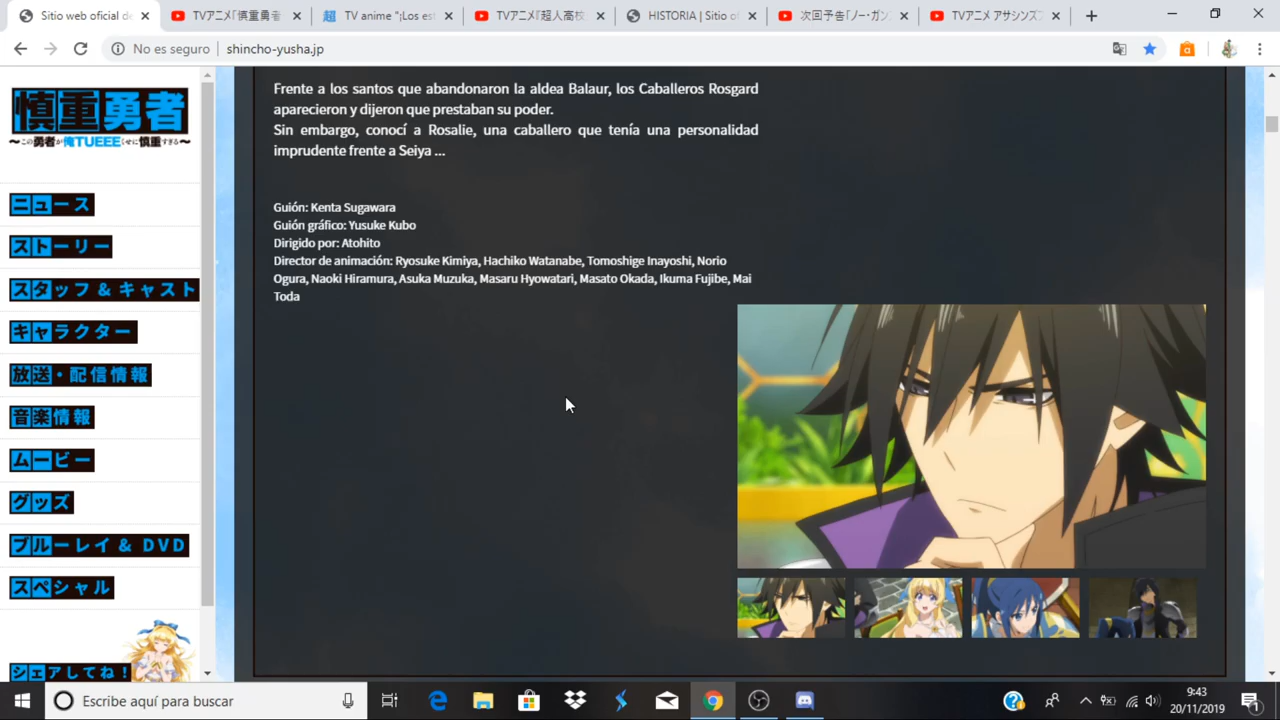 Sitio web oficial de
TVアニメ「慎重勇者
TV anime "¡Los est
TVアニメ『超人高校
HISTORIA | Sitio of
次回予告「ノー・ガン
TVアニメ アサシンズ
No es seguro
shincho-yusha.jp
慎重勇者
〜この勇者が俺TUEEEくせに慎重すぎる〜
ニュース
ストーリー
スタッフ & キャスト
キャラクター
放送・配信情報
音楽情報
ムービー
グッズ
ブルーレイ & DVD
スペシャル
シェアしてね!
Frente a los santos que abandonaron la aldea Balaur, los Caballeros Rosgard
aparecieron y dijeron que prestaban su poder.
Sin embargo, conocí a Rosalie, una caballero que tenía una personalidad
imprudente frente a Seiya ...
Guión: Kenta Sugawara
Guión gráfico: Yusuke Kubo
Dirigido por: Atohito
Director de animación: Ryosuke Kimiya, Hachiko Watanabe, Tomoshige Inayoshi, Norio
Ogura, Naoki Hiramura, Asuka Muzuka, Masaru Hyowatari, Masato Okada, Ikuma Fujibe, Mai
Toda
Escribe aquí para buscar
9:43
20/11/2019